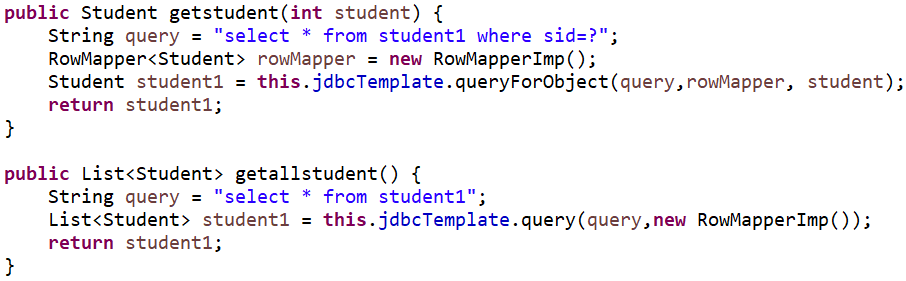 public Student getstudent(int student) {
    String query = "select * from student1 where sid=?";
    RowMapper<Student> rowMapper = new RowMapperImp();
    Student student1 = this.jdbcTemplate.queryForObject(query,rowMapper, student);
    return student1;
}

public List<Student> getallstudent() {
    String query = "select * from student1";
    List<Student> student1 = this.jdbcTemplate.query(query,new RowMapperImp());
    return student1;
}